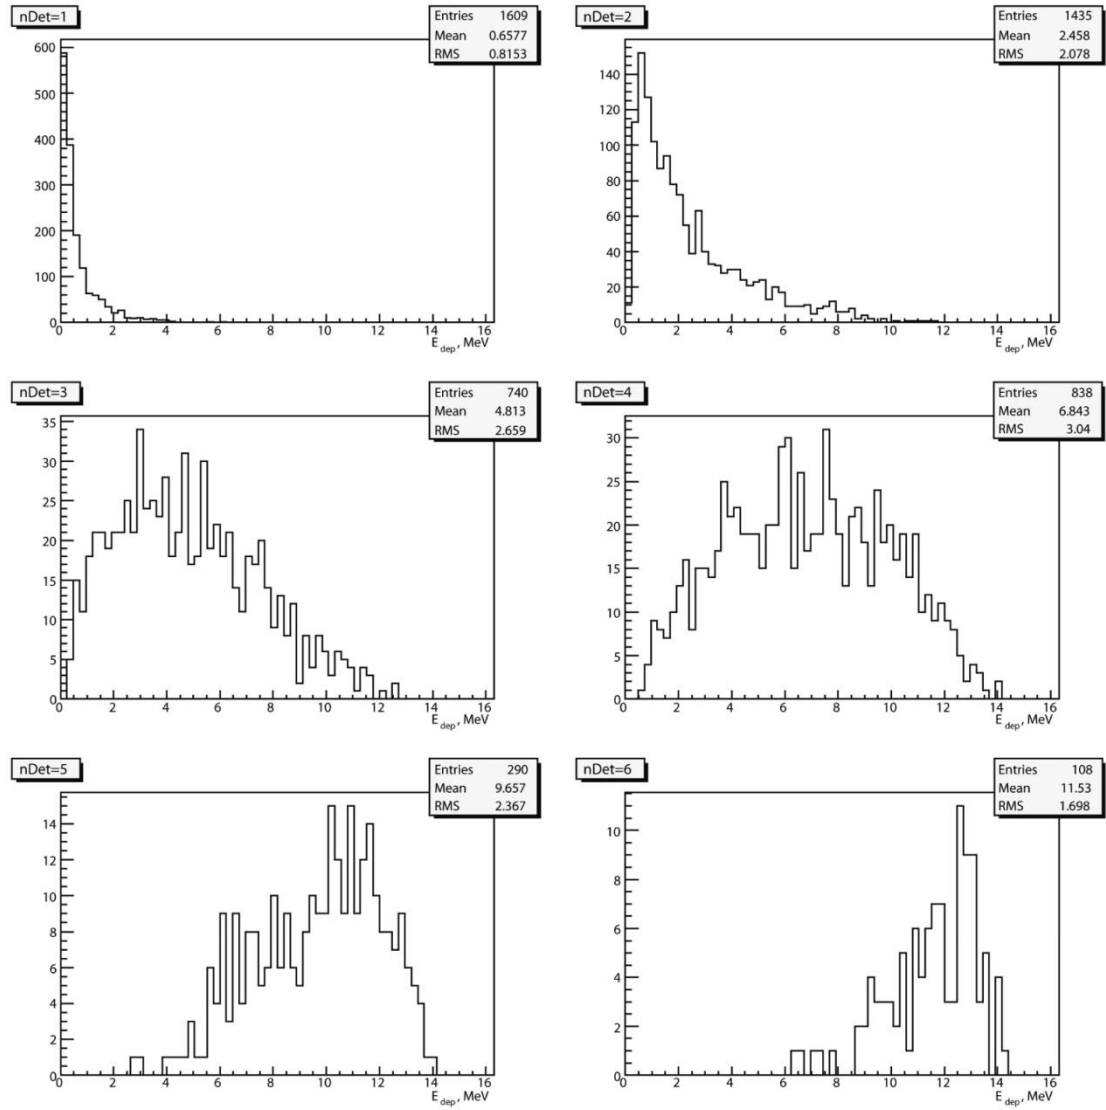 nDet=1
Entries 1609
Mean 0.6577
RMS 0.8153
600
500
400
300
200
100
0
0 2 4 6 8 10 12 14 16
E dep, MeV
nDet=2
Entries 1435
Mean 2.458
RMS 2.078
140
120
100
80
60
40
20
0
0 2 4 6 8 10 12 14 16
E dep, MeV
nDet=3
Entries 740
Mean 4.813
RMS 2.659
35
30
25
20
15
10
5
0
0 2 4 6 8 10 12 14 16
E dep, MeV
nDet=4
Entries 838
Mean 6.843
RMS 3.04
30
25
20
15
10
5
0
0 2 4 6 8 10 12 14 16
E dep, MeV
nDet=5
Entries 290
Mean 9.657
RMS 2.367
14
12
10
8
6
4
2
0
0 2 4 6 8 10 12 14 16
E dep, MeV
nDet=6
Entries 108
Mean 11.53
RMS 1.698
10
8
6
4
2
0
0 2 4 6 8 10 12 14 16
E dep, MeV